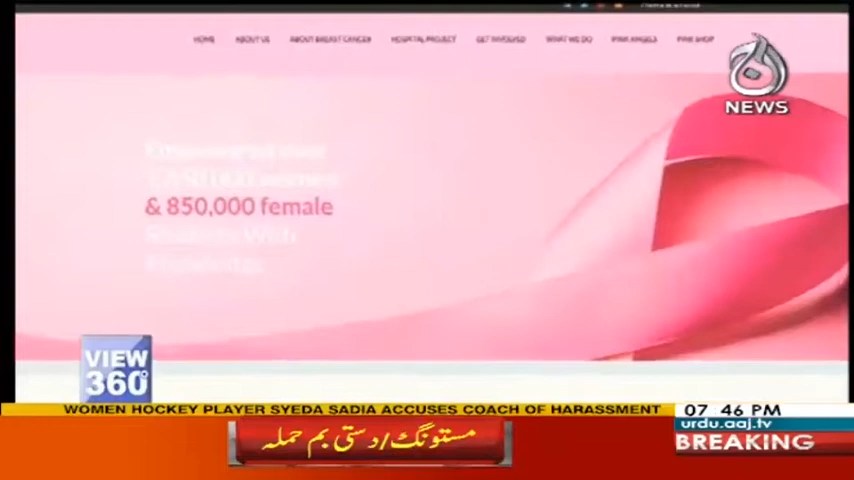 HOME ABOUT US ABOUT BREAST CANCER HOSPITAL PROJECT GET INVOLVED WHAT WE DO PINK ANGELS PINK SHOP
NEWS
& 850,000 female
VIEW
360°
WOMEN HOCKEY PLAYER SYEDA SADIA ACCUSES COACH OF HARASSMENT
07 46 PM
urdu.aaj.tv
مستونگ/دستی بم حملہ
BREAKING